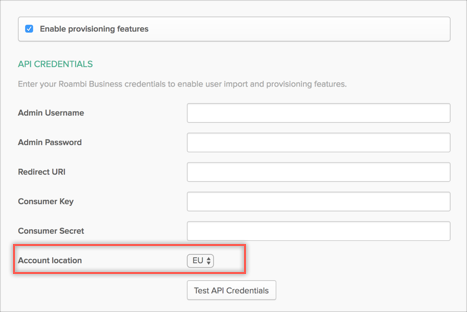 Enable provisioning features
API CREDENTIALS
Enter your Roambi Business credentials to enable user import and provisioning features.
Admin Username
Admin Password
Redirect URI
Consumer Key
Consumer Secret
Account location EU
Test API Credentials